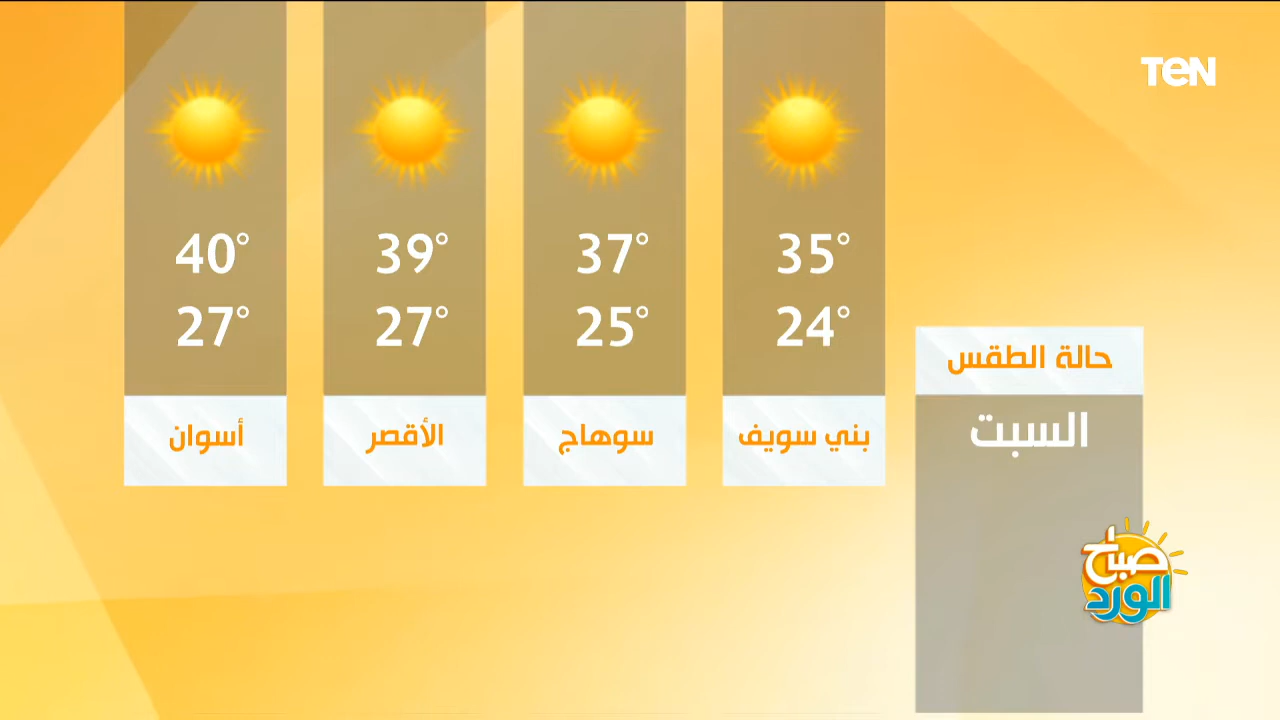 TEN
حالة الطقس
السبت
35° 37° 39° 40°
24° 25° 27° 27°
بني سويف سوهاج الأقصر أسوان
صباح
الورد